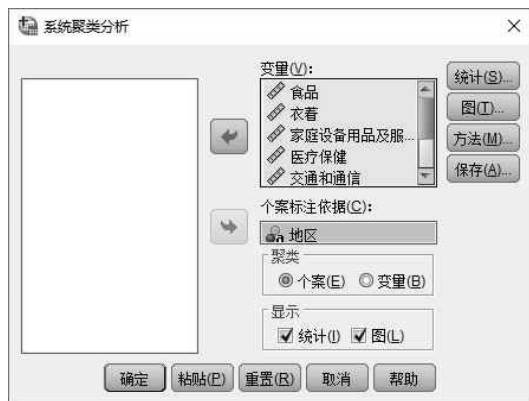 系统聚类分析
变量(V):
食品
衣着
家庭设备用品及服...
医疗保健
交通和通信
统计(S)...
图(T)...
方法(M)...
保存(A)...
个案标注依据(C):
地区
聚类
个案(E) 变量(B)
显示
统计(I) 图(L)
确定 粘贴(P) 重置(R) 取消 帮助